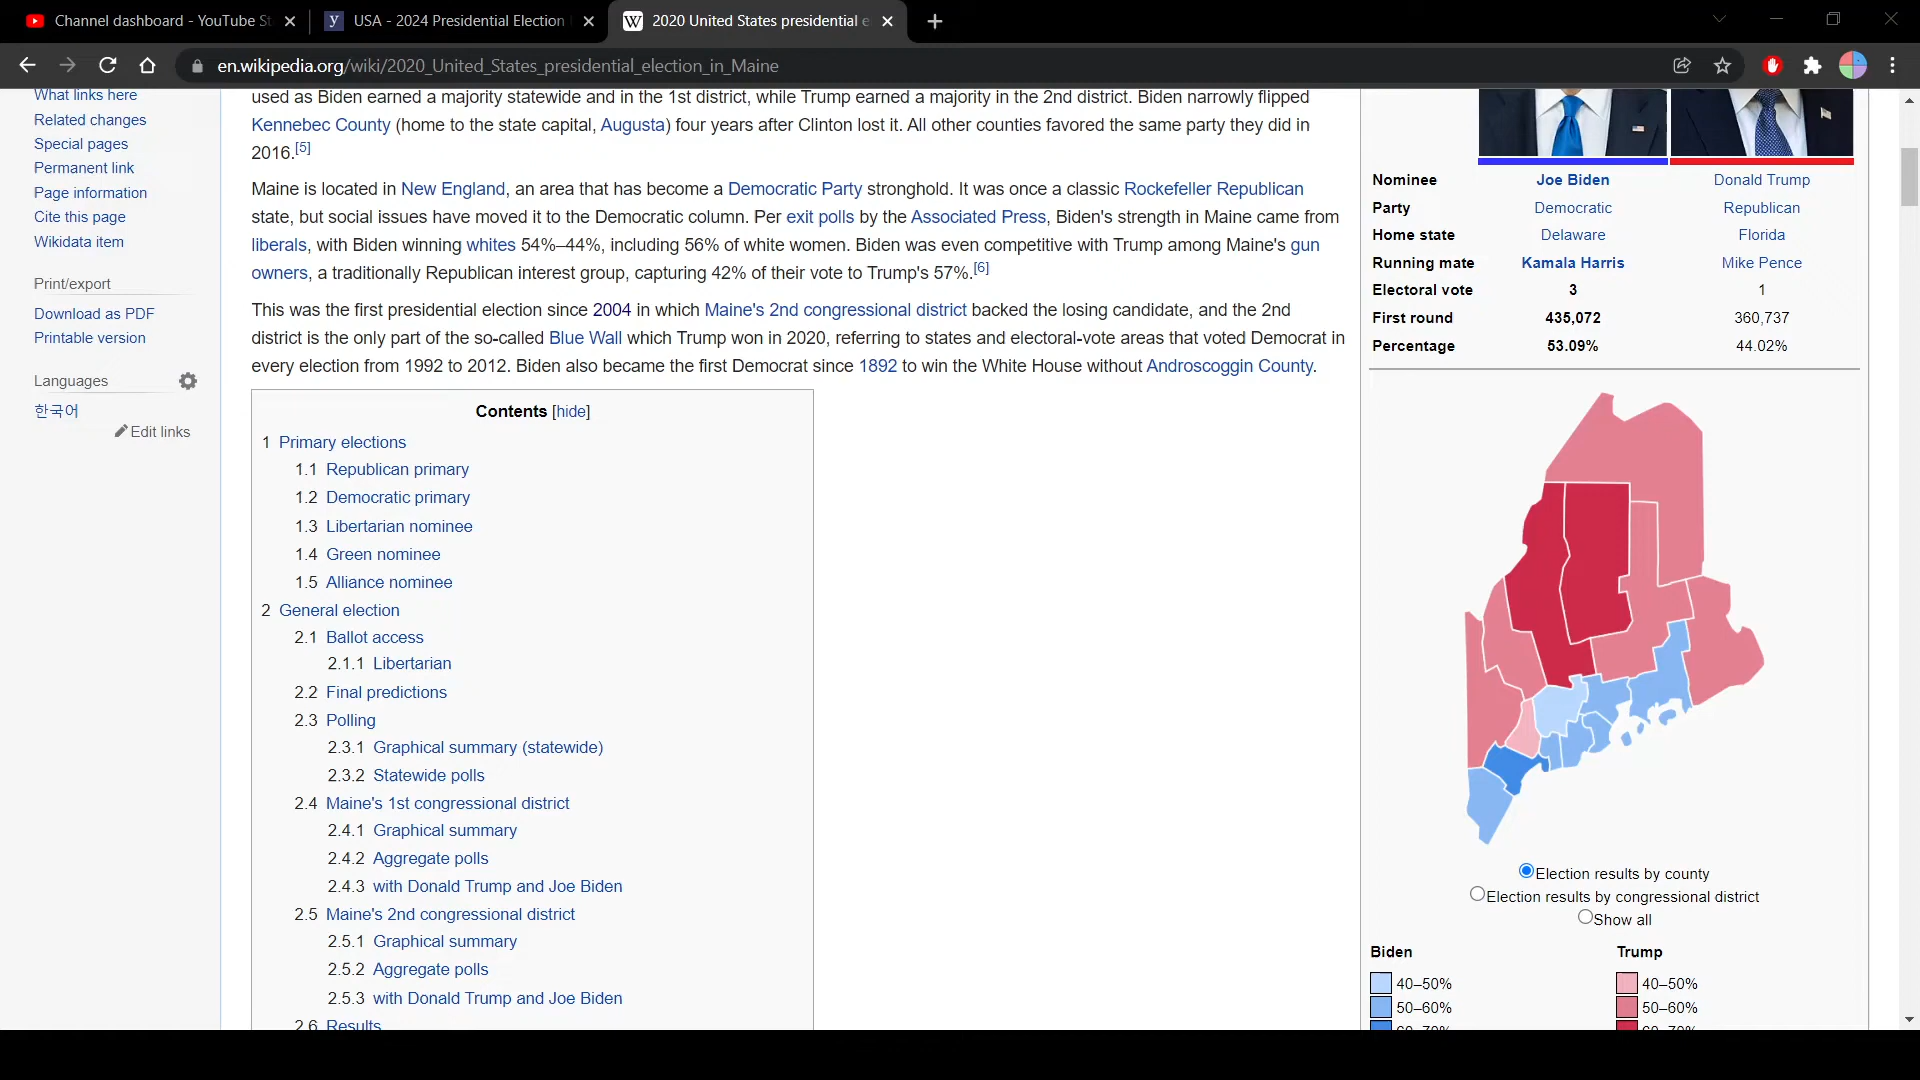 Channel dashboard - YouTube St
USA - 2024 Presidential Election
2020 United States presidential e
en.wikipedia.org/wiki/2020_United_States_presidential_election_in_Maine
What links here
Related changes
Special pages
Permanent link
Page information
Cite this page
Wikidata item
Print/export
Download as PDF
Printable version
Languages
한국어
Edit links
used as Biden earned a majority statewide and in the 1st district, while Trump earned a majority in the 2nd district. Biden narrowly flipped
Kennebec County (home to the state capital, Augusta) four years after Clinton lost it. All other counties favored the same party they did in
2016.[5]
Maine is located in New England, an area that has become a Democratic Party stronghold. It was once a classic Rockefeller Republican
state, but social issues have moved it to the Democratic column. Per exit polls by the Associated Press, Biden's strength in Maine came from
liberals, with Biden winning whites 54%–44%, including 56% of white women. Biden was even competitive with Trump among Maine's gun
owners, a traditionally Republican interest group, capturing 42% of their vote to Trump's 57%.[6]
This was the first presidential election since 2004 in which Maine's 2nd congressional district backed the losing candidate, and the 2nd
district is the only part of the so-called Blue Wall which Trump won in 2020, referring to states and electoral-vote areas that voted Democrat in
every election from 1992 to 2012. Biden also became the first Democrat since 1892 to win the White House without Androscoggin County.
Contents [hide]
1 Primary elections
1.1 Republican primary
1.2 Democratic primary
1.3 Libertarian nominee
1.4 Green nominee
1.5 Alliance nominee
2 General election
2.1 Ballot access
2.1.1 Libertarian
2.2 Final predictions
2.3 Polling
2.3.1 Graphical summary (statewide)
2.3.2 Statewide polls
2.4 Maine's 1st congressional district
2.4.1 Graphical summary
2.4.2 Aggregate polls
2.4.3 with Donald Trump and Joe Biden
2.5 Maine's 2nd congressional district
2.5.1 Graphical summary
2.5.2 Aggregate polls
2.5.3 with Donald Trump and Joe Biden
2.6 Results
Nominee Joe Biden Donald Trump
Party Democratic Republican
Home state Delaware Florida
Running mate Kamala Harris Mike Pence
Electoral vote 3 1
First round 435,072 360,737
Percentage 53.09% 44.02%
Election results by county
Election results by congressional district
Show all
Biden Trump
40–50% 40–50%
50–60% 50–60%
60–70% 60–70%